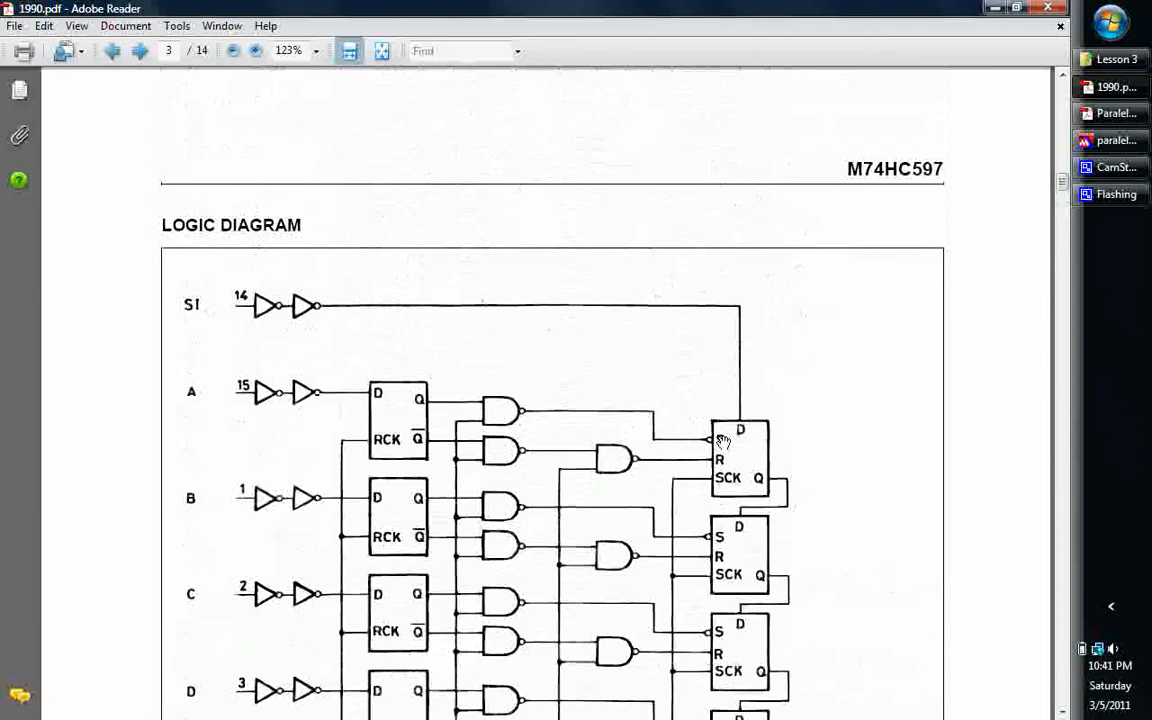 1990.pdf - Adobe Reader
File Edit View Document Tools Window Help
3 / 14 123% Find
M74HC597
LOGIC DIAGRAM
SI 14
A 15 D Q RCK Q
D R SCK Q
B 1 D Q RCK Q
D S R SCK Q
C 2 D Q RCK Q
D S R SCK Q
D 3 D Q
D
Lesson 3
1990.p...
Paralel...
paralel...
CamSt...
Flashing
10:41 PM
Saturday
3/5/2011